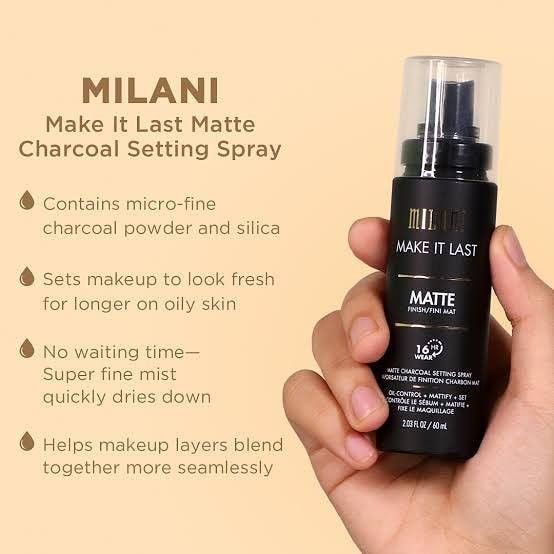 MILANI
Make It Last Matte
Charcoal Setting Spray
Contains micro-fine
charcoal powder and silica
Sets makeup to look fresh
for longer on oily skin
No waiting time—
Super fine mist
quickly dries down
Helps makeup layers blend
together more seamlessly
MILANI
MAKE IT LAST
MATTE
FINISH/FINI MAT
16 HR
WEAR
MATTE CHARCOAL SETTING SPRAY
VAPORISATEUR DE FINITION CHARBON MAT
OIL-CONTROL + MATTIFY + SET
CONTRÔLE LE SÉBUM + MATIFIE +
FIXE LE MAQUILLAGE
2.03 FL OZ / 60 mL